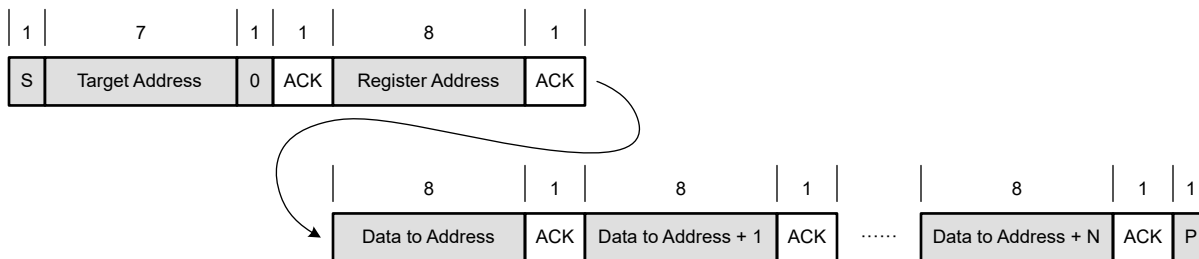 1 7 1 1 8 1
S Target Address 0 ACK Register Address ACK
8 1 8 1 8 1 1
Data to Address ACK Data to Address + 1 ACK ...... Data to Address + N ACK P